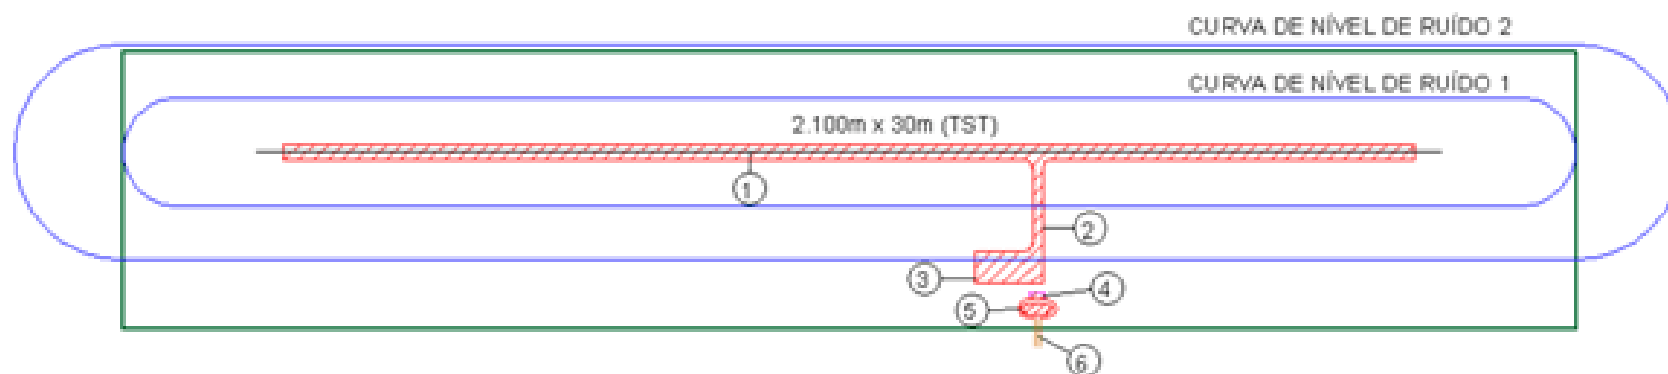 CURVA DE NÍVEL DE RUÍDO 2
CURVA DE NÍVEL DE RUÍDO 1
2.100m x 30m (TST)
1
2
3
4
5
6